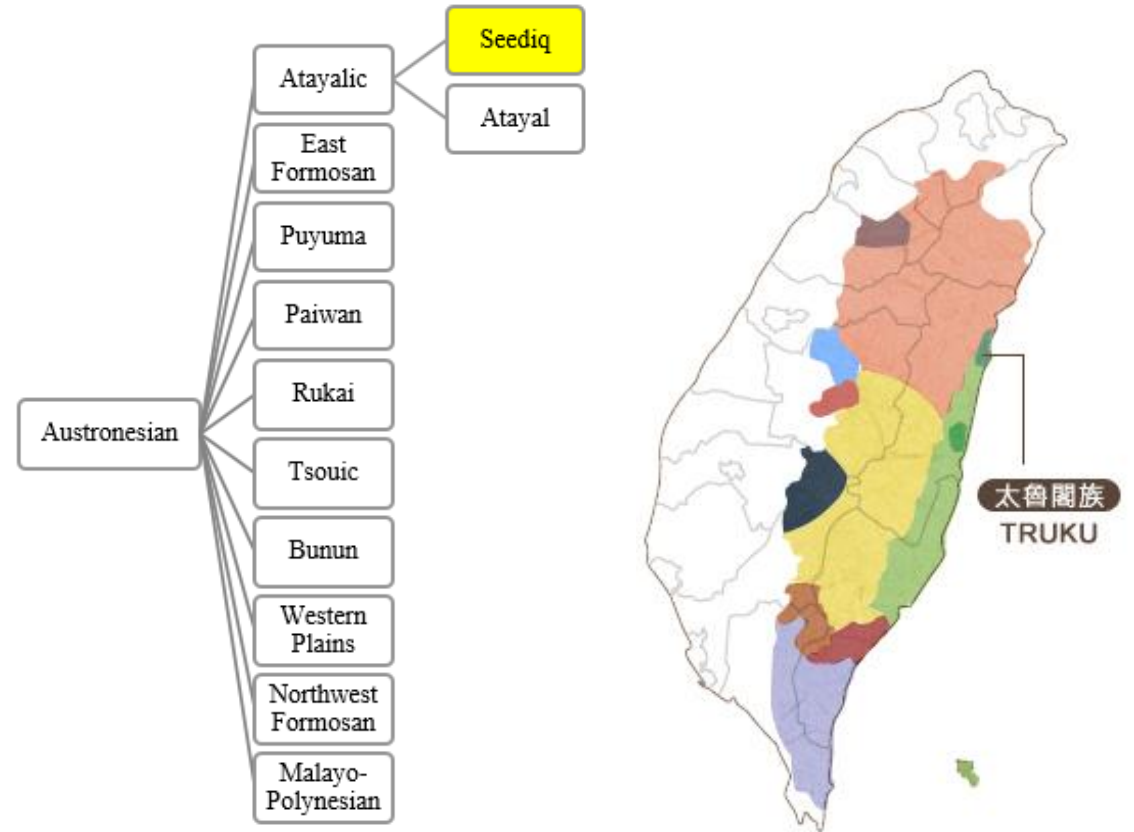 Seediq
Atayalic
Atayal
East
Formosan
Puyuma
Paiwan
Rukai
Austronesian
Tsouic
Bunun
Western
Plains
Northwest
Formosan
Malayo-
Polynesian
太魯閣族
TRUKU